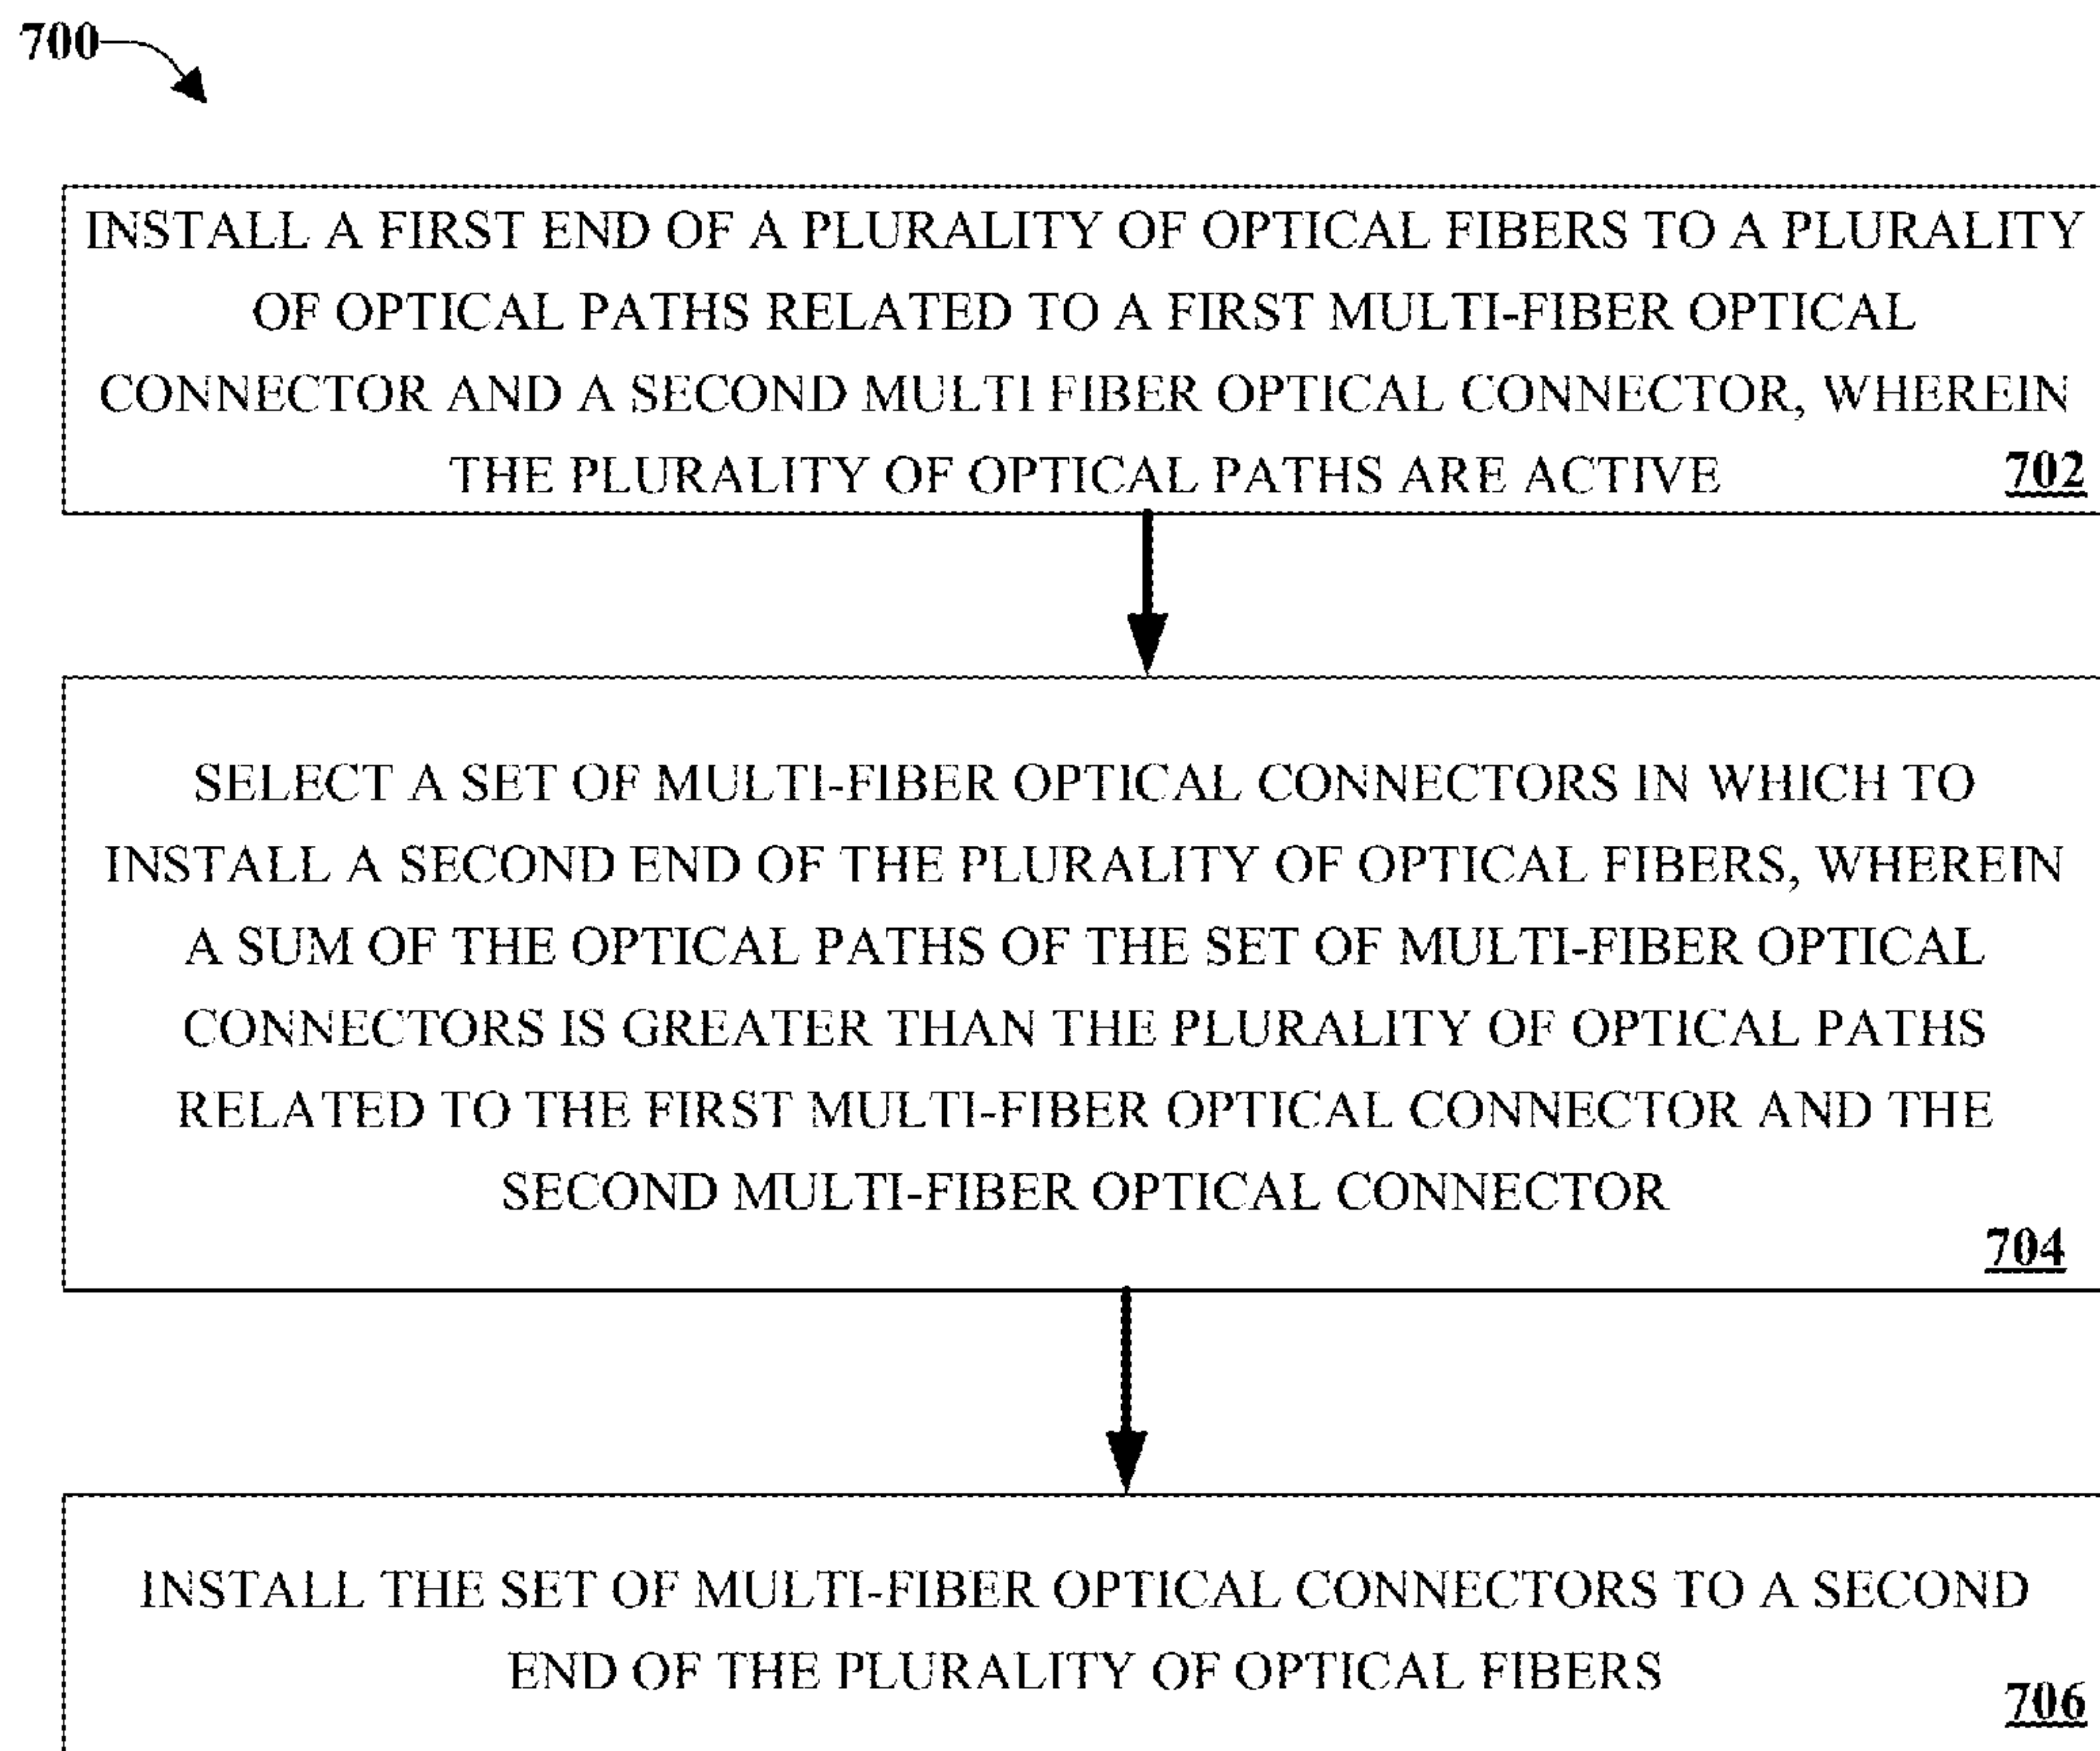 700
INSTALL A FIRST END OF A PLURALITY OF OPTICAL FIBERS TO A PLURALITY
OF OPTICAL PATHS RELATED TO A FIRST MULTI-FIBER OPTICAL
CONNECTOR AND A SECOND MULTI FIBER OPTICAL CONNECTOR, WHEREIN
THE PLURALITY OF OPTICAL PATHS ARE ACTIVE
702
SELECT A SET OF MULTI-FIBER OPTICAL CONNECTORS IN WHICH TO
INSTALL A SECOND END OF THE PLURALITY OF OPTICAL FIBERS, WHEREIN
A SUM OF THE OPTICAL PATHS OF THE SET OF MULTI-FIBER OPTICAL
CONNECTORS IS GREATER THAN THE PLURALITY OF OPTICAL PATHS
RELATED TO THE FIRST MULTI-FIBER OPTICAL CONNECTOR AND THE
SECOND MULTI-FIBER OPTICAL CONNECTOR
704
INSTALL THE SET OF MULTI-FIBER OPTICAL CONNECTORS TO A SECOND
END OF THE PLURALITY OF OPTICAL FIBERS
706